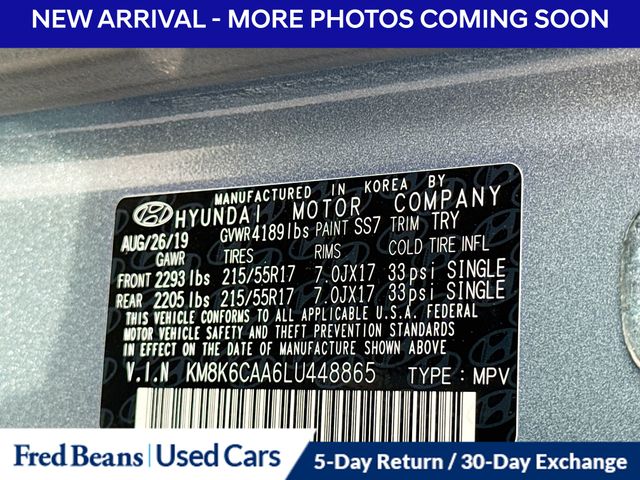 NEW ARRIVAL - MORE PHOTOS COMING SOON
MANUFACTURED IN KOREA BY
HYUNDAI MOTOR COMPANY
AUG/26/19 GVWR4189lbs PAINT SS7 TRIM TRY
GAWR TIRES RIMS COLD TIRE INFL
FRONT 2293lbs 215/55R17 7.0JX17 33psi SINGLE
REAR 2205lbs 215/55R17 7.0JX17 33psi SINGLE
THIS VEHICLE CONFORMS TO ALL APPLICABLE U.S.A. FEDERAL
MOTOR VEHICLE SAFETY AND THEFT PREVENTION STANDARDS
IN EFFECT ON THE DATE OF MANUFACTURE SHOWN ABOVE.
V.I.N KM8K6CAA6LU448865 TYPE : MPV
Fred Beans | Used Cars 5-Day Return / 30-Day Exchange